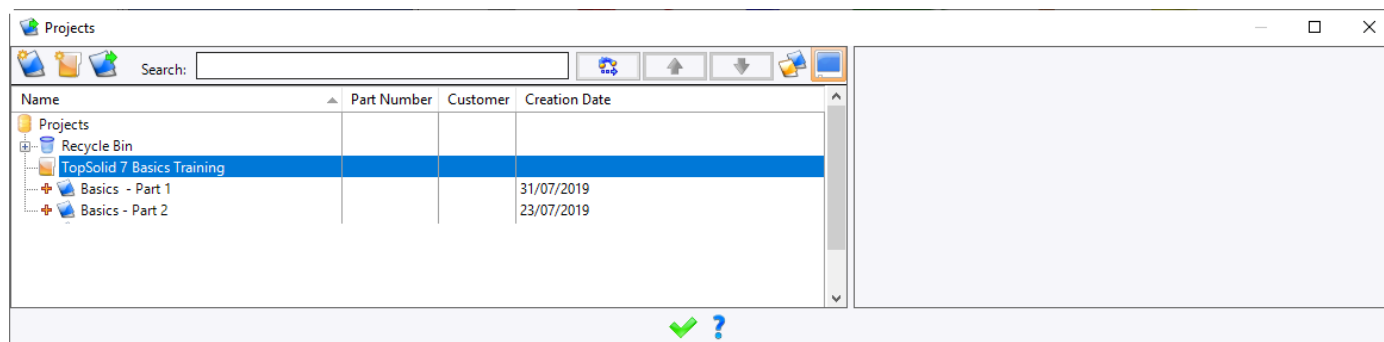 Projects
Search:
Name Part Number Customer Creation Date
Projects
Recycle Bin
TopSolid 7 Basics Training
Basics - Part 1 31/07/2019
Basics - Part 2 23/07/2019